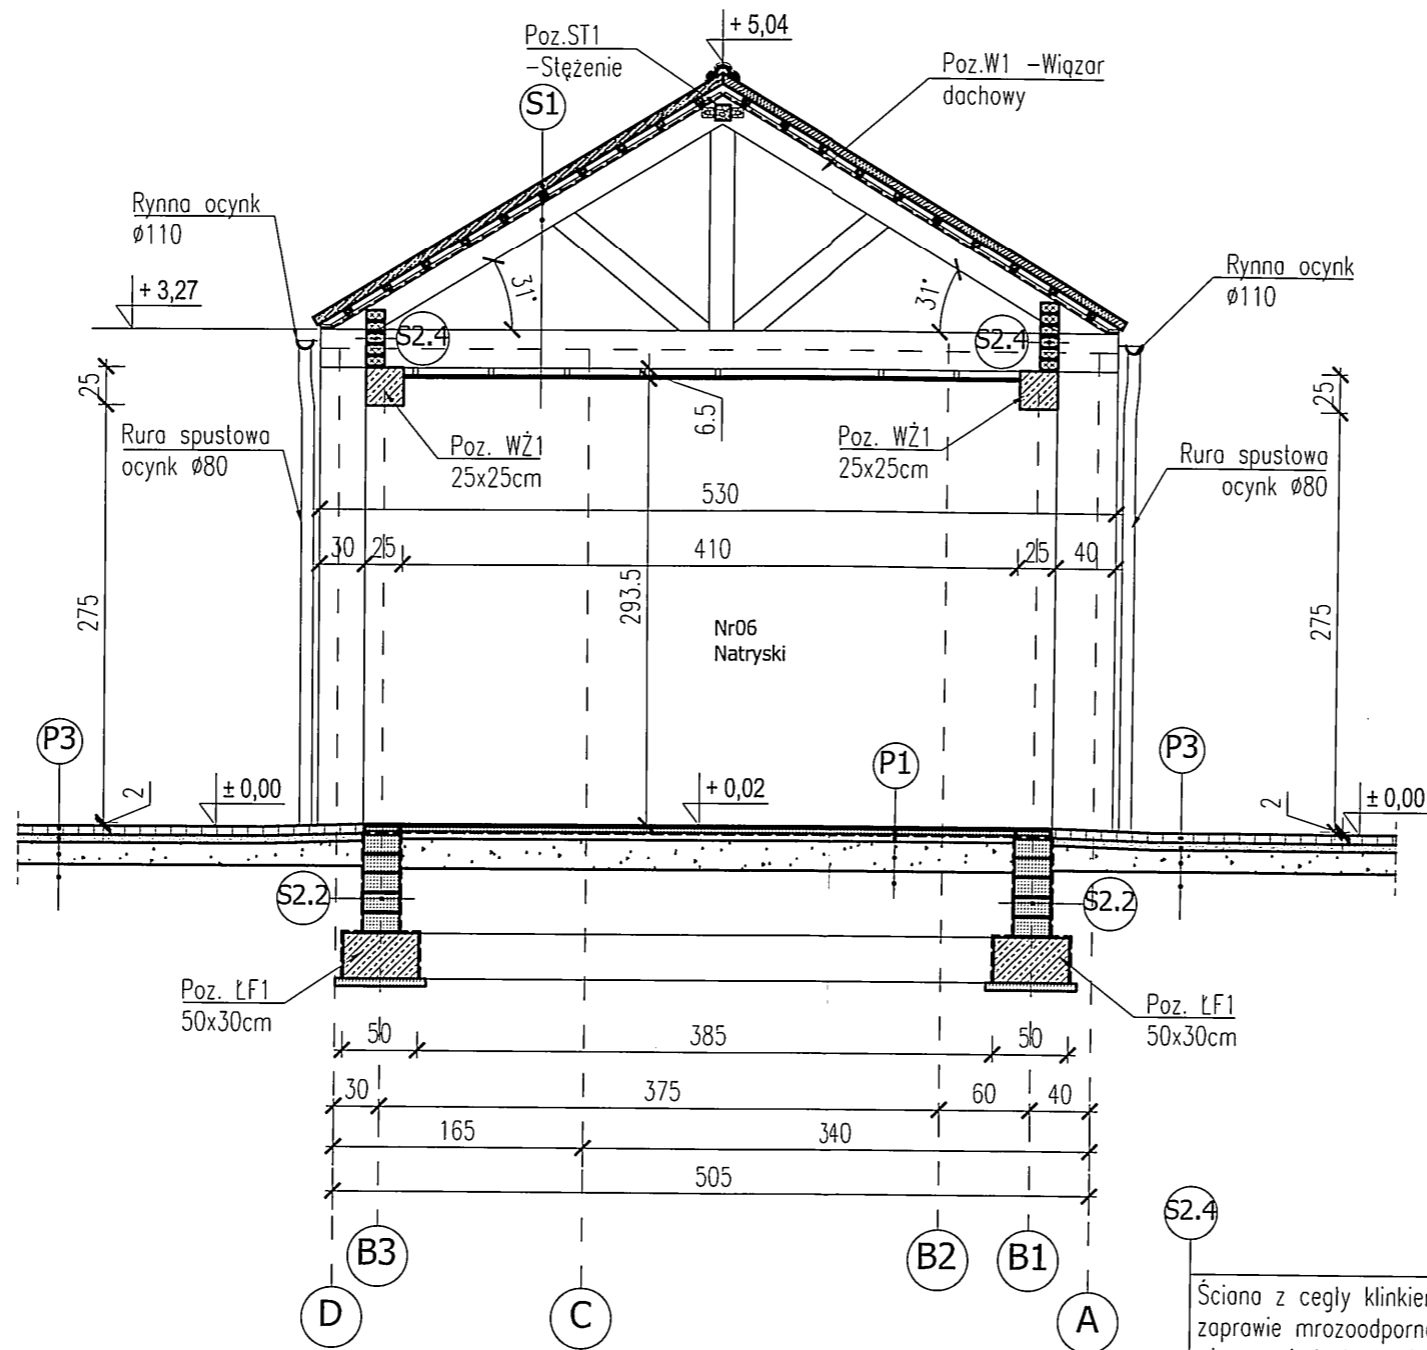 + 5,04
Poz.ST1
-Stężenie
Poz.W1 -Wiązar
dachowy
S1
Rynna ocynk
ø110
+ 3,27
31°
31°
Rynna ocynk
ø110
S2.4
S2.4
25
25
6.5
Rura spustowa
ocynk ø80
Poz. WŻ1
25x25cm
Poz. WŻ1
25x25cm
Rura spustowa
ocynk ø80
530
30
25
410
25
40
275
293.5
275
Nr06
Natryski
P3
P1
P3
2
± 0,00
+ 0,02
2
± 0,00
S2.2
S2.2
Poz. ŁF1
50x30cm
Poz. ŁF1
50x30cm
50
385
50
30
375
60
40
165
340
505
B3
B2
B1
D
C
A
S2.4
Ściana z cegły klinkier
zaprawie mrozoodporne